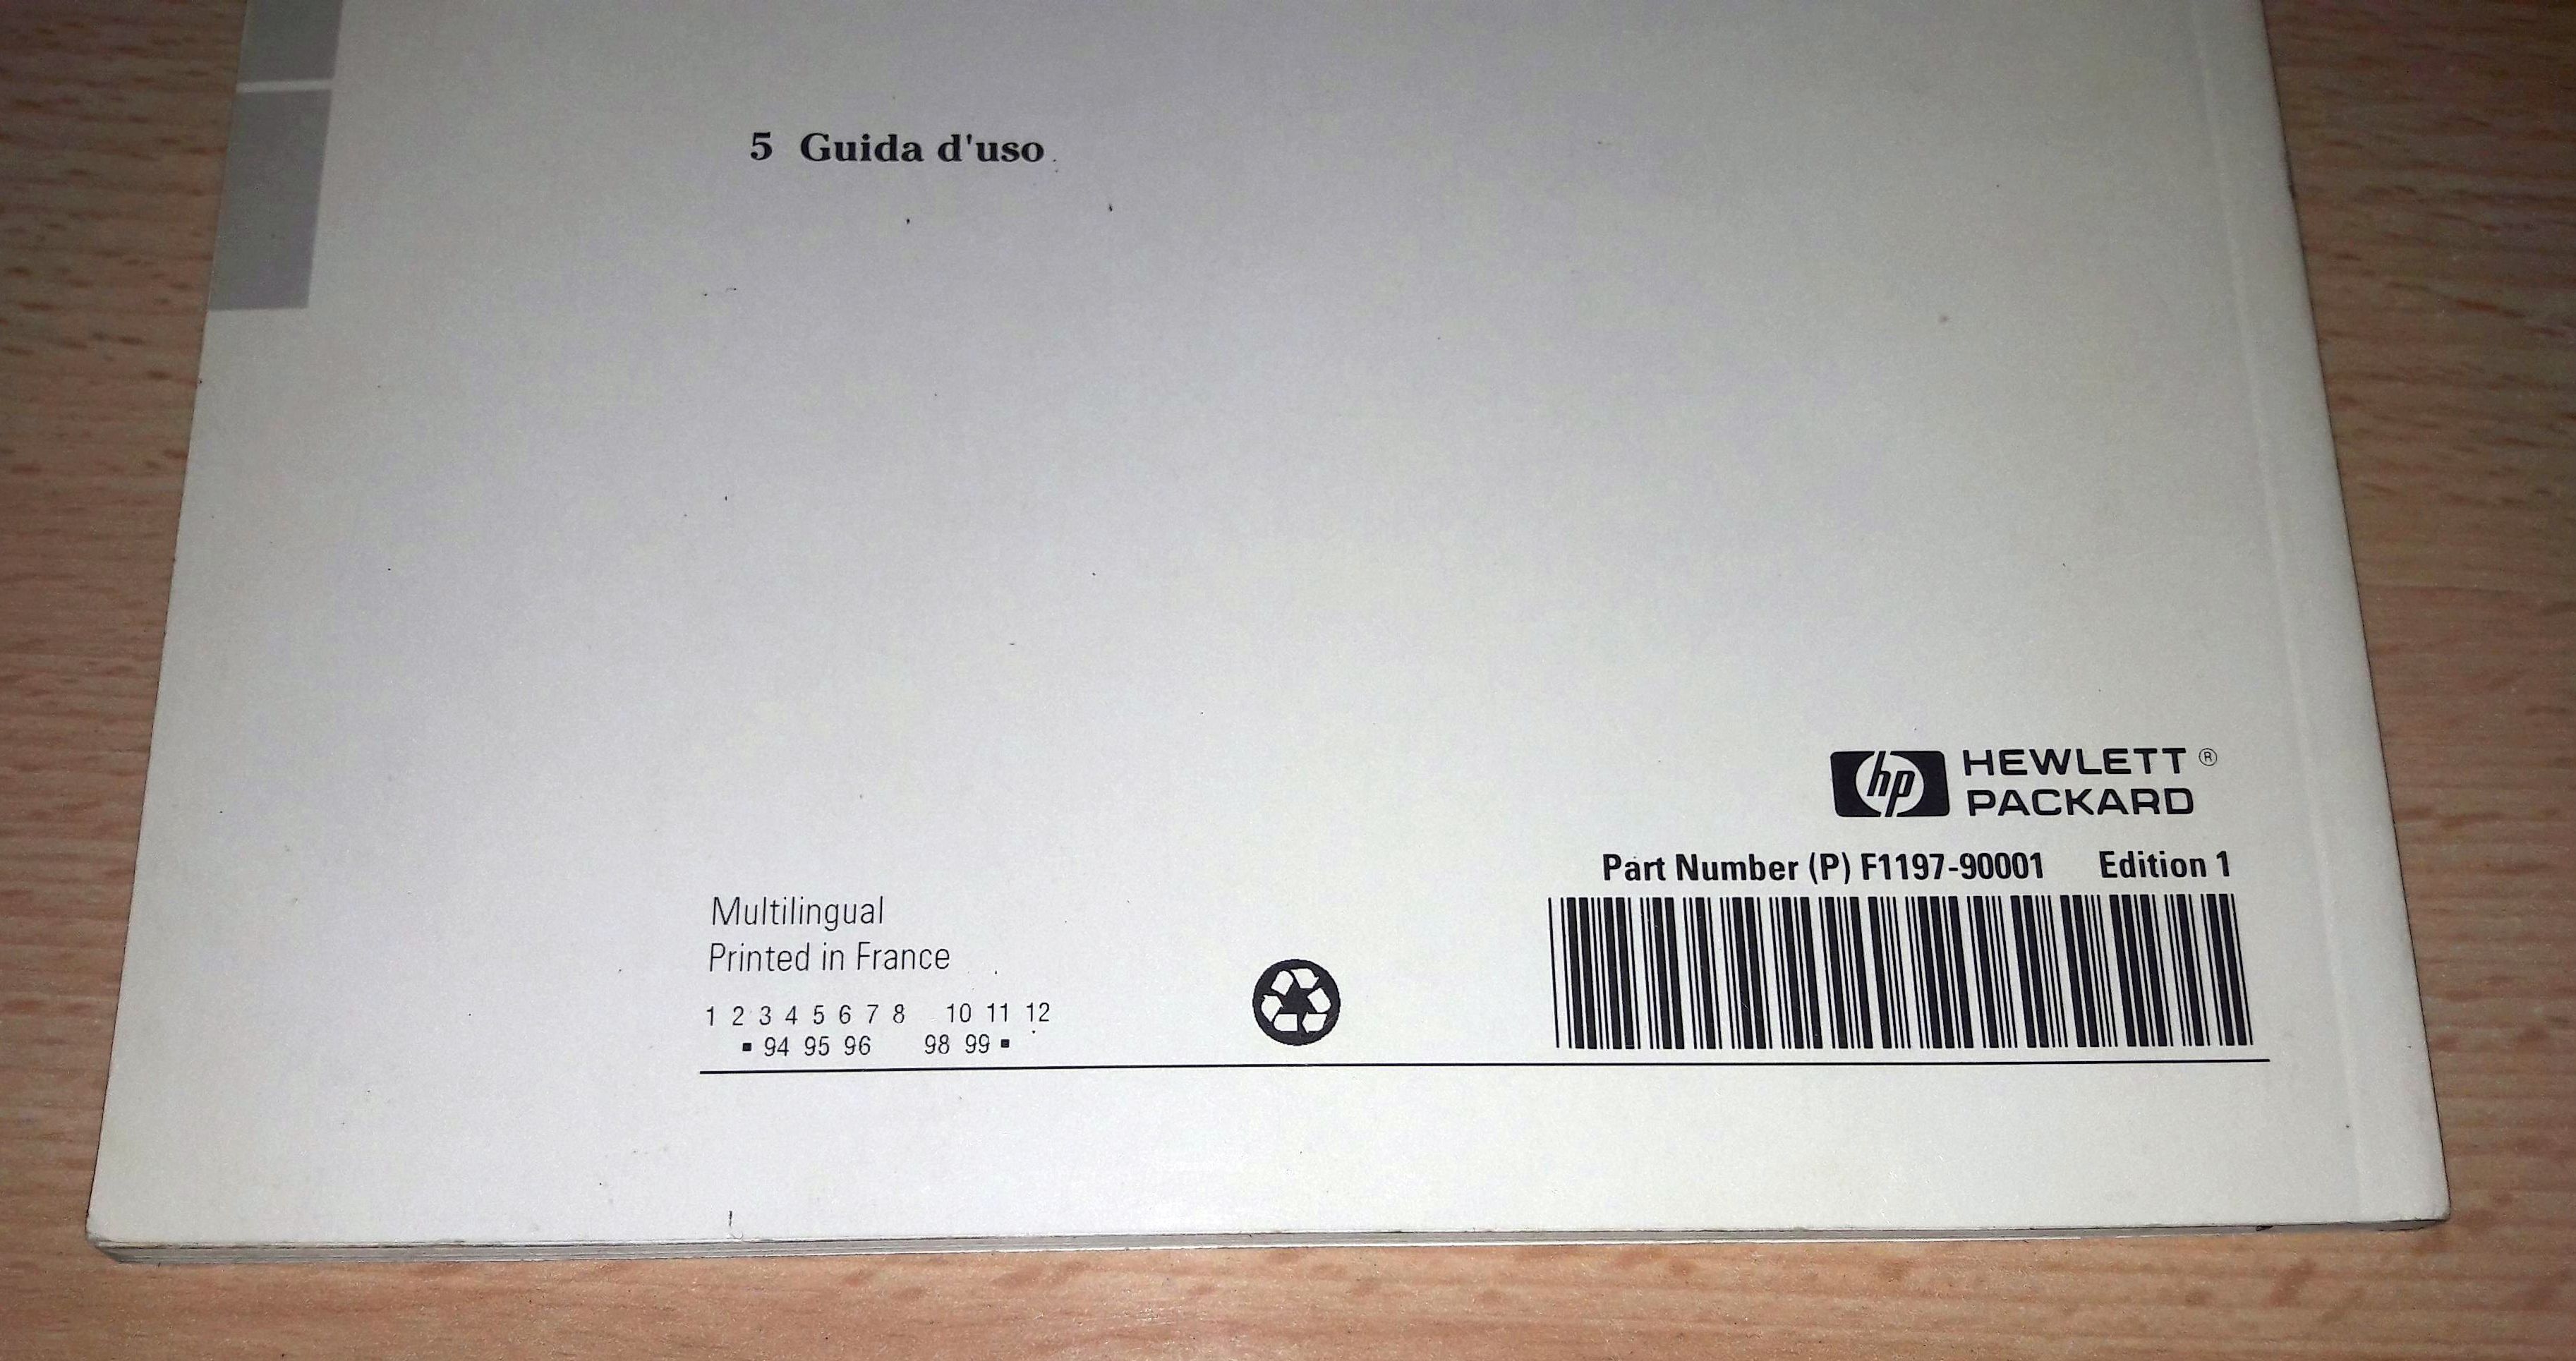 5 Guida d'uso
hp HEWLETT ®
PACKARD
Part Number (P) F1197-90001 Edition 1
Multilingual
Printed in France
1 2 3 4 5 6 7 8 10 11 12
▪ 94 95 96 98 99 ▪